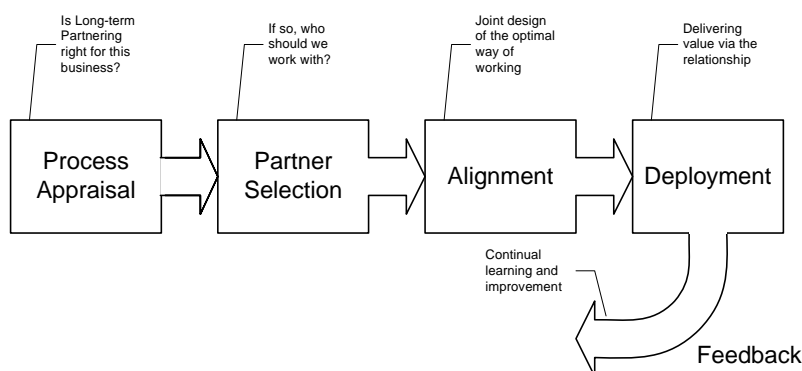 Is Long-term
Partnering
right for this
business?
If so, who
should we
work with?
Joint design
of the optimal
way of
working
Delivering
value via the
relationship
Process
Appraisal
Partner
Selection
Alignment
Deployment
Continual
learning and
improvement
Feedback